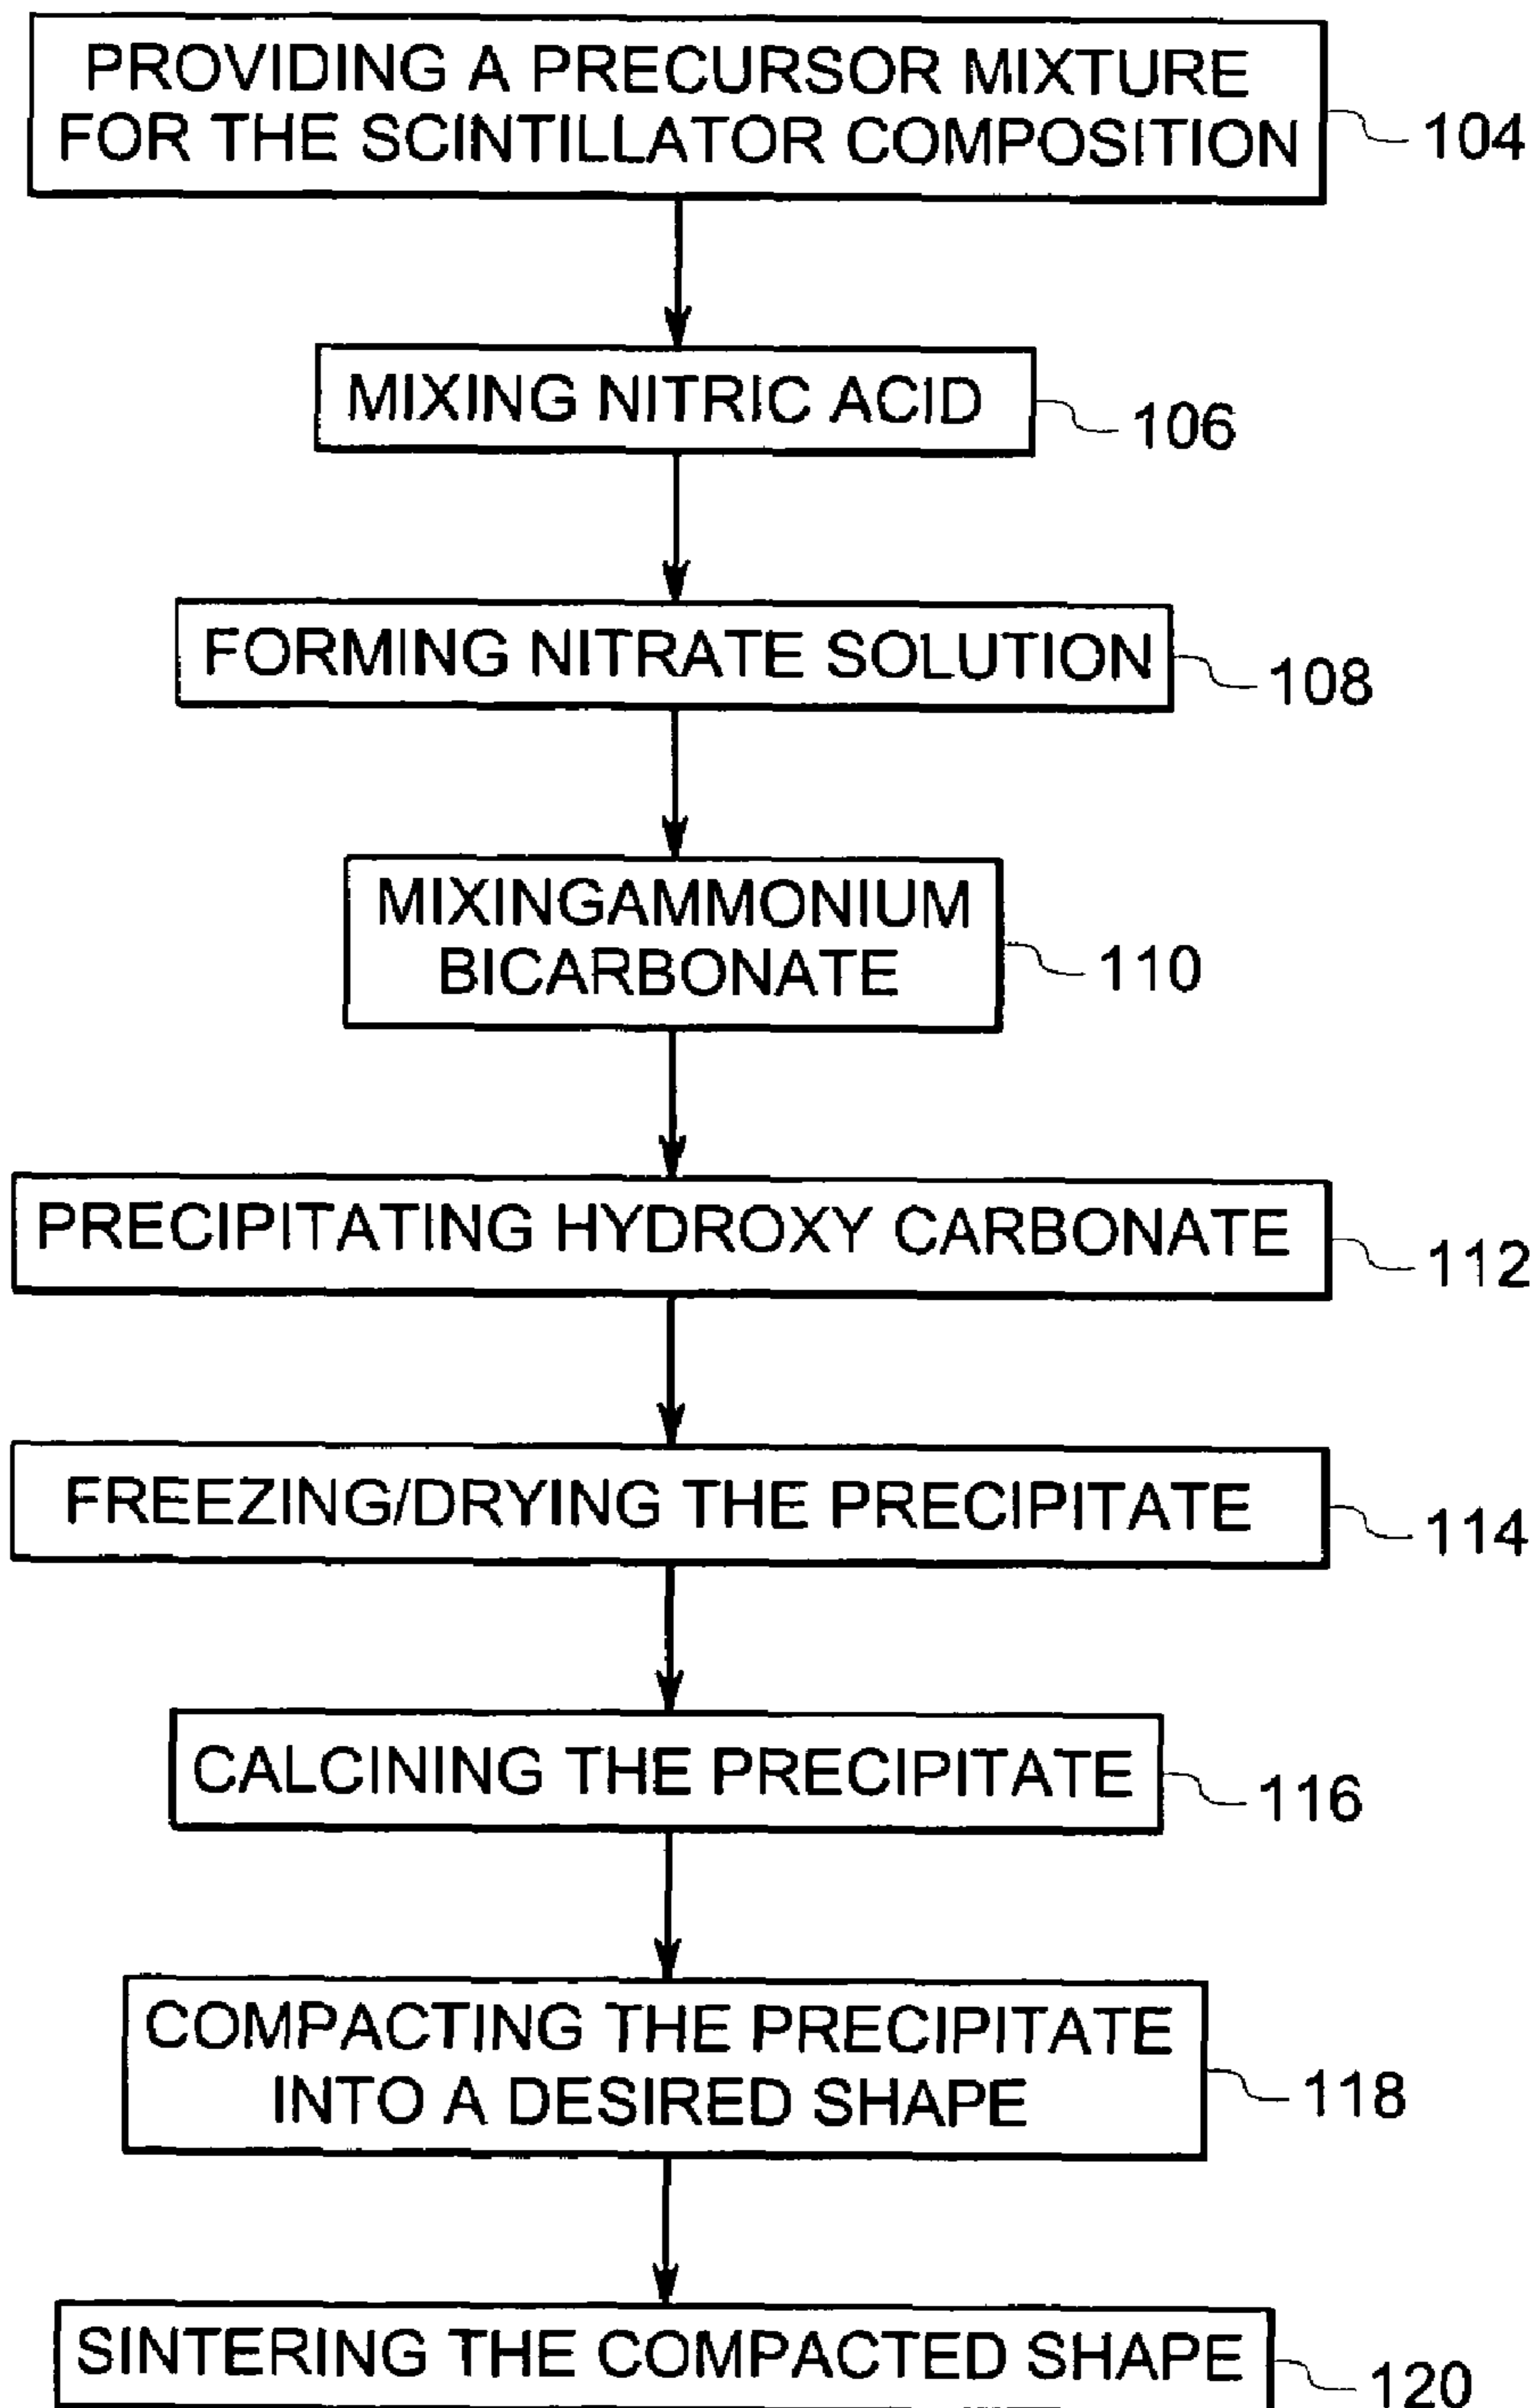 PROVIDING A PRECURSOR MIXTURE
FOR THE SCINTILLATOR COMPOSITION
104
MIXING NITRIC ACID
106
FORMING NITRATE SOLUTION
108
MIXINGAMMONIUM
BICARBONATE
110
PRECIPITATING HYDROXY CARBONATE
112
FREEZING/DRYING THE PRECIPITATE
114
CALCINING THE PRECIPITATE
116
COMPACTING THE PRECIPITATE
INTO A DESIRED SHAPE
118
SINTERING THE COMPACTED SHAPE
120